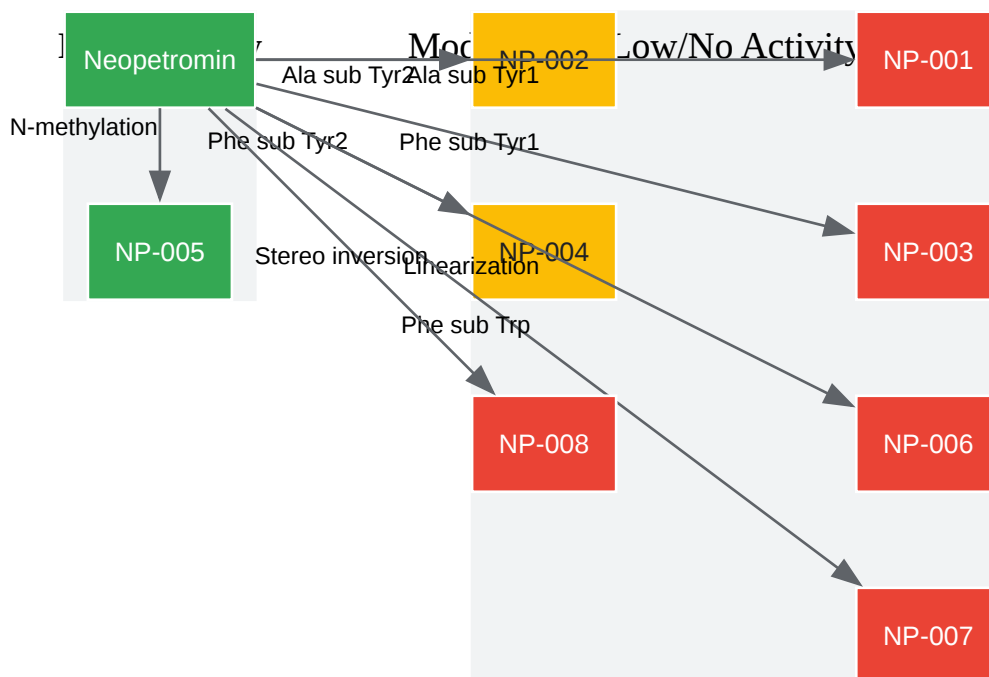 Low/No Activity
Neopetromin
NP-002
NP-001
Ala sub Tyr2
Ala sub Tyr1
N-methylation
Phe sub Tyr2
Phe sub Tyr1
NP-005
NP-004
NP-003
Stereo inversion
Linearization
Phe sub Trp
NP-008
NP-006
NP-007